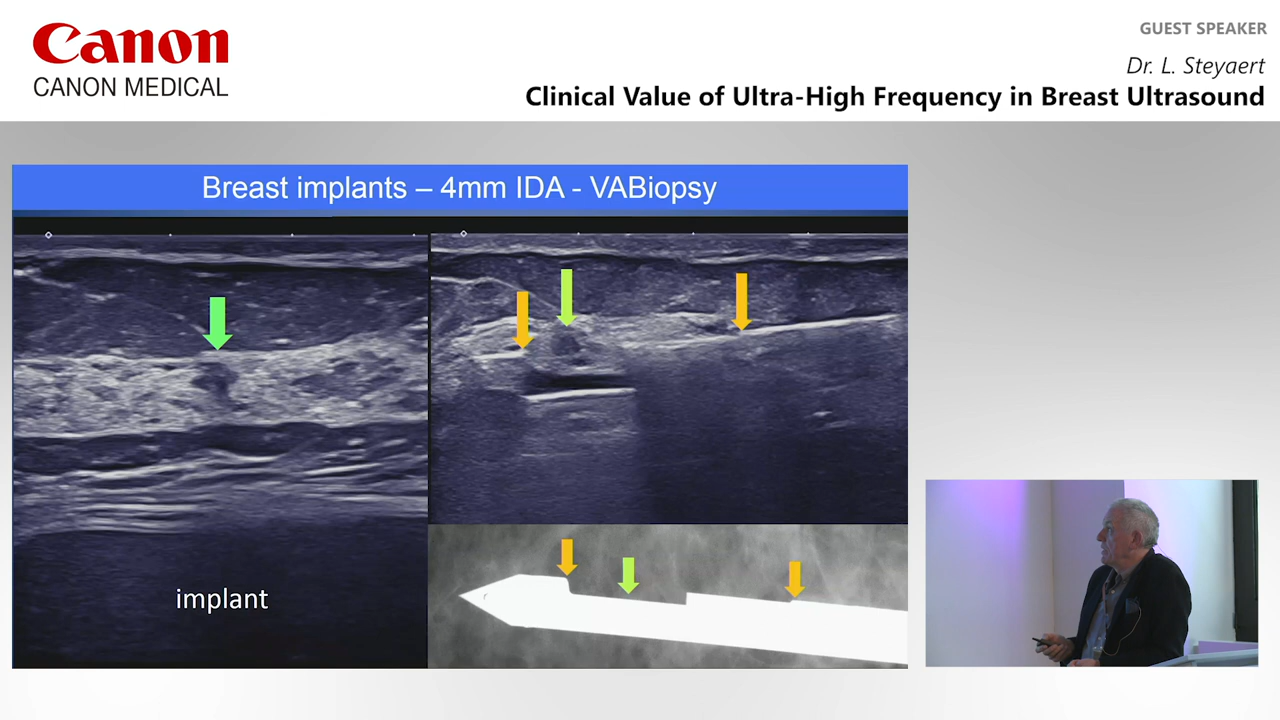 Canon
CANON MEDICAL
GUEST SPEAKER
Dr. L. Steyaert
Clinical Value of Ultra-High Frequency in Breast Ultrasound
Breast implants – 4mm IDA - VABiopsy
implant